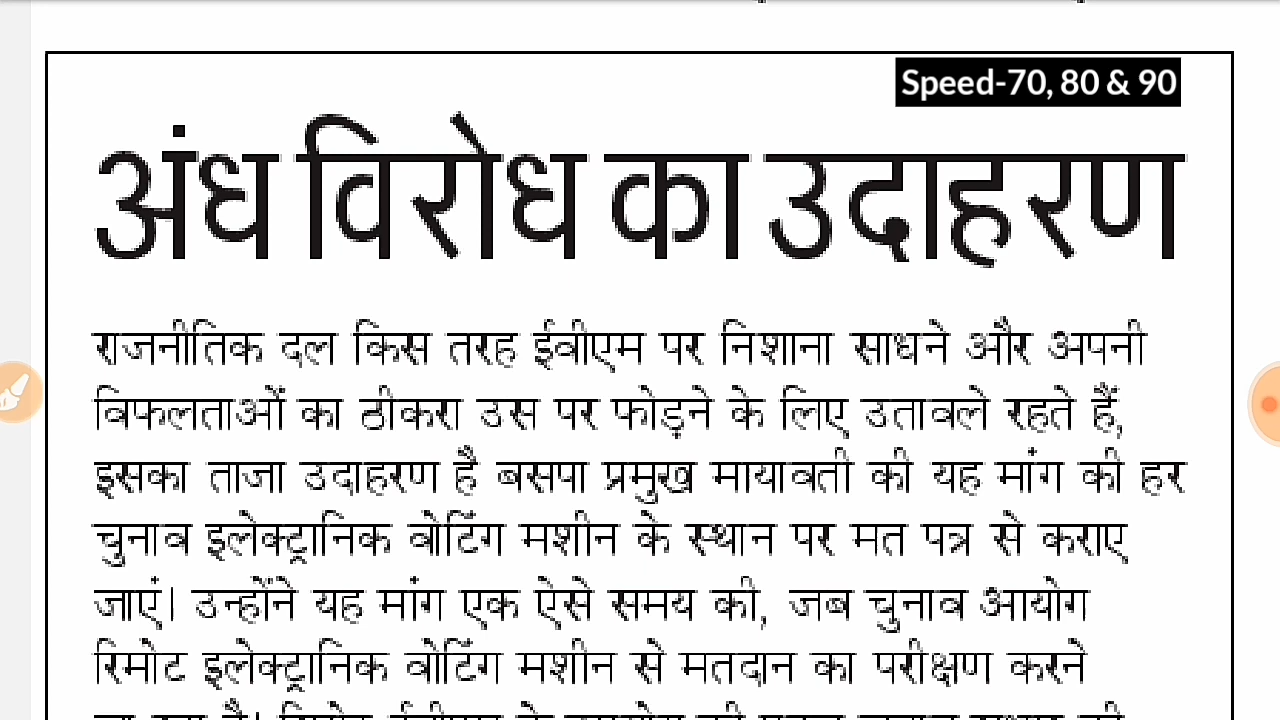 Speed-70, 80 & 90
अंध विरोध का उदाहरण
राजनीतिक दल किस तरह ईवीएम पर निशाना साधने और अपनी
विफलताओं का ठीकरा उस पर फोड़ने के लिए उतावले रहते हैं,
इसका ताजा उदाहरण है बसपा प्रमुख मायावती की यह मांग की हर
चुनाव इलेक्ट्रानिक वोटिंग मशीन के स्थान पर मत पत्र से कराए
जाएं। उन्होंने यह मांग एक ऐसे समय की, जब चुनाव आयोग
रिमोट इलेक्ट्रानिक वोटिंग मशीन से मतदान का परीक्षण करने